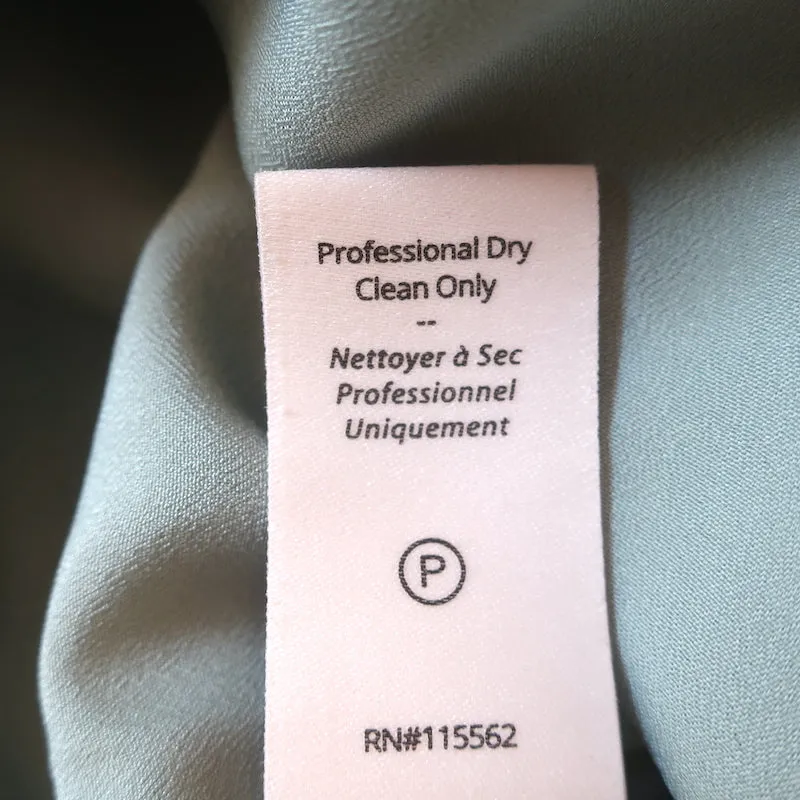 Professional Dry
Clean Only
--
Nettoyer à Sec
Professionnel
Uniquement
P
RN#115562